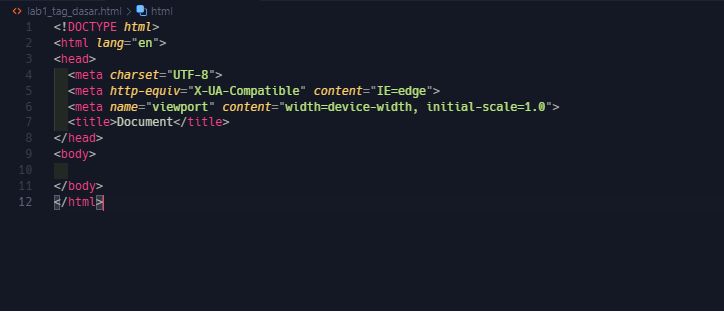 lab1_tag_dasar.html > html
1 <!DOCTYPE html>
2 <html lang="en">
3 <head>
4 <meta charset="UTF-8">
5 <meta http-equiv="X-UA-Compatible" content="IE=edge">
6 <meta name="viewport" content="width=device-width, initial-scale=1.0">
7 <title>Document</title>
8 </head>
9 <body>
10
11 </body>
12 </html>